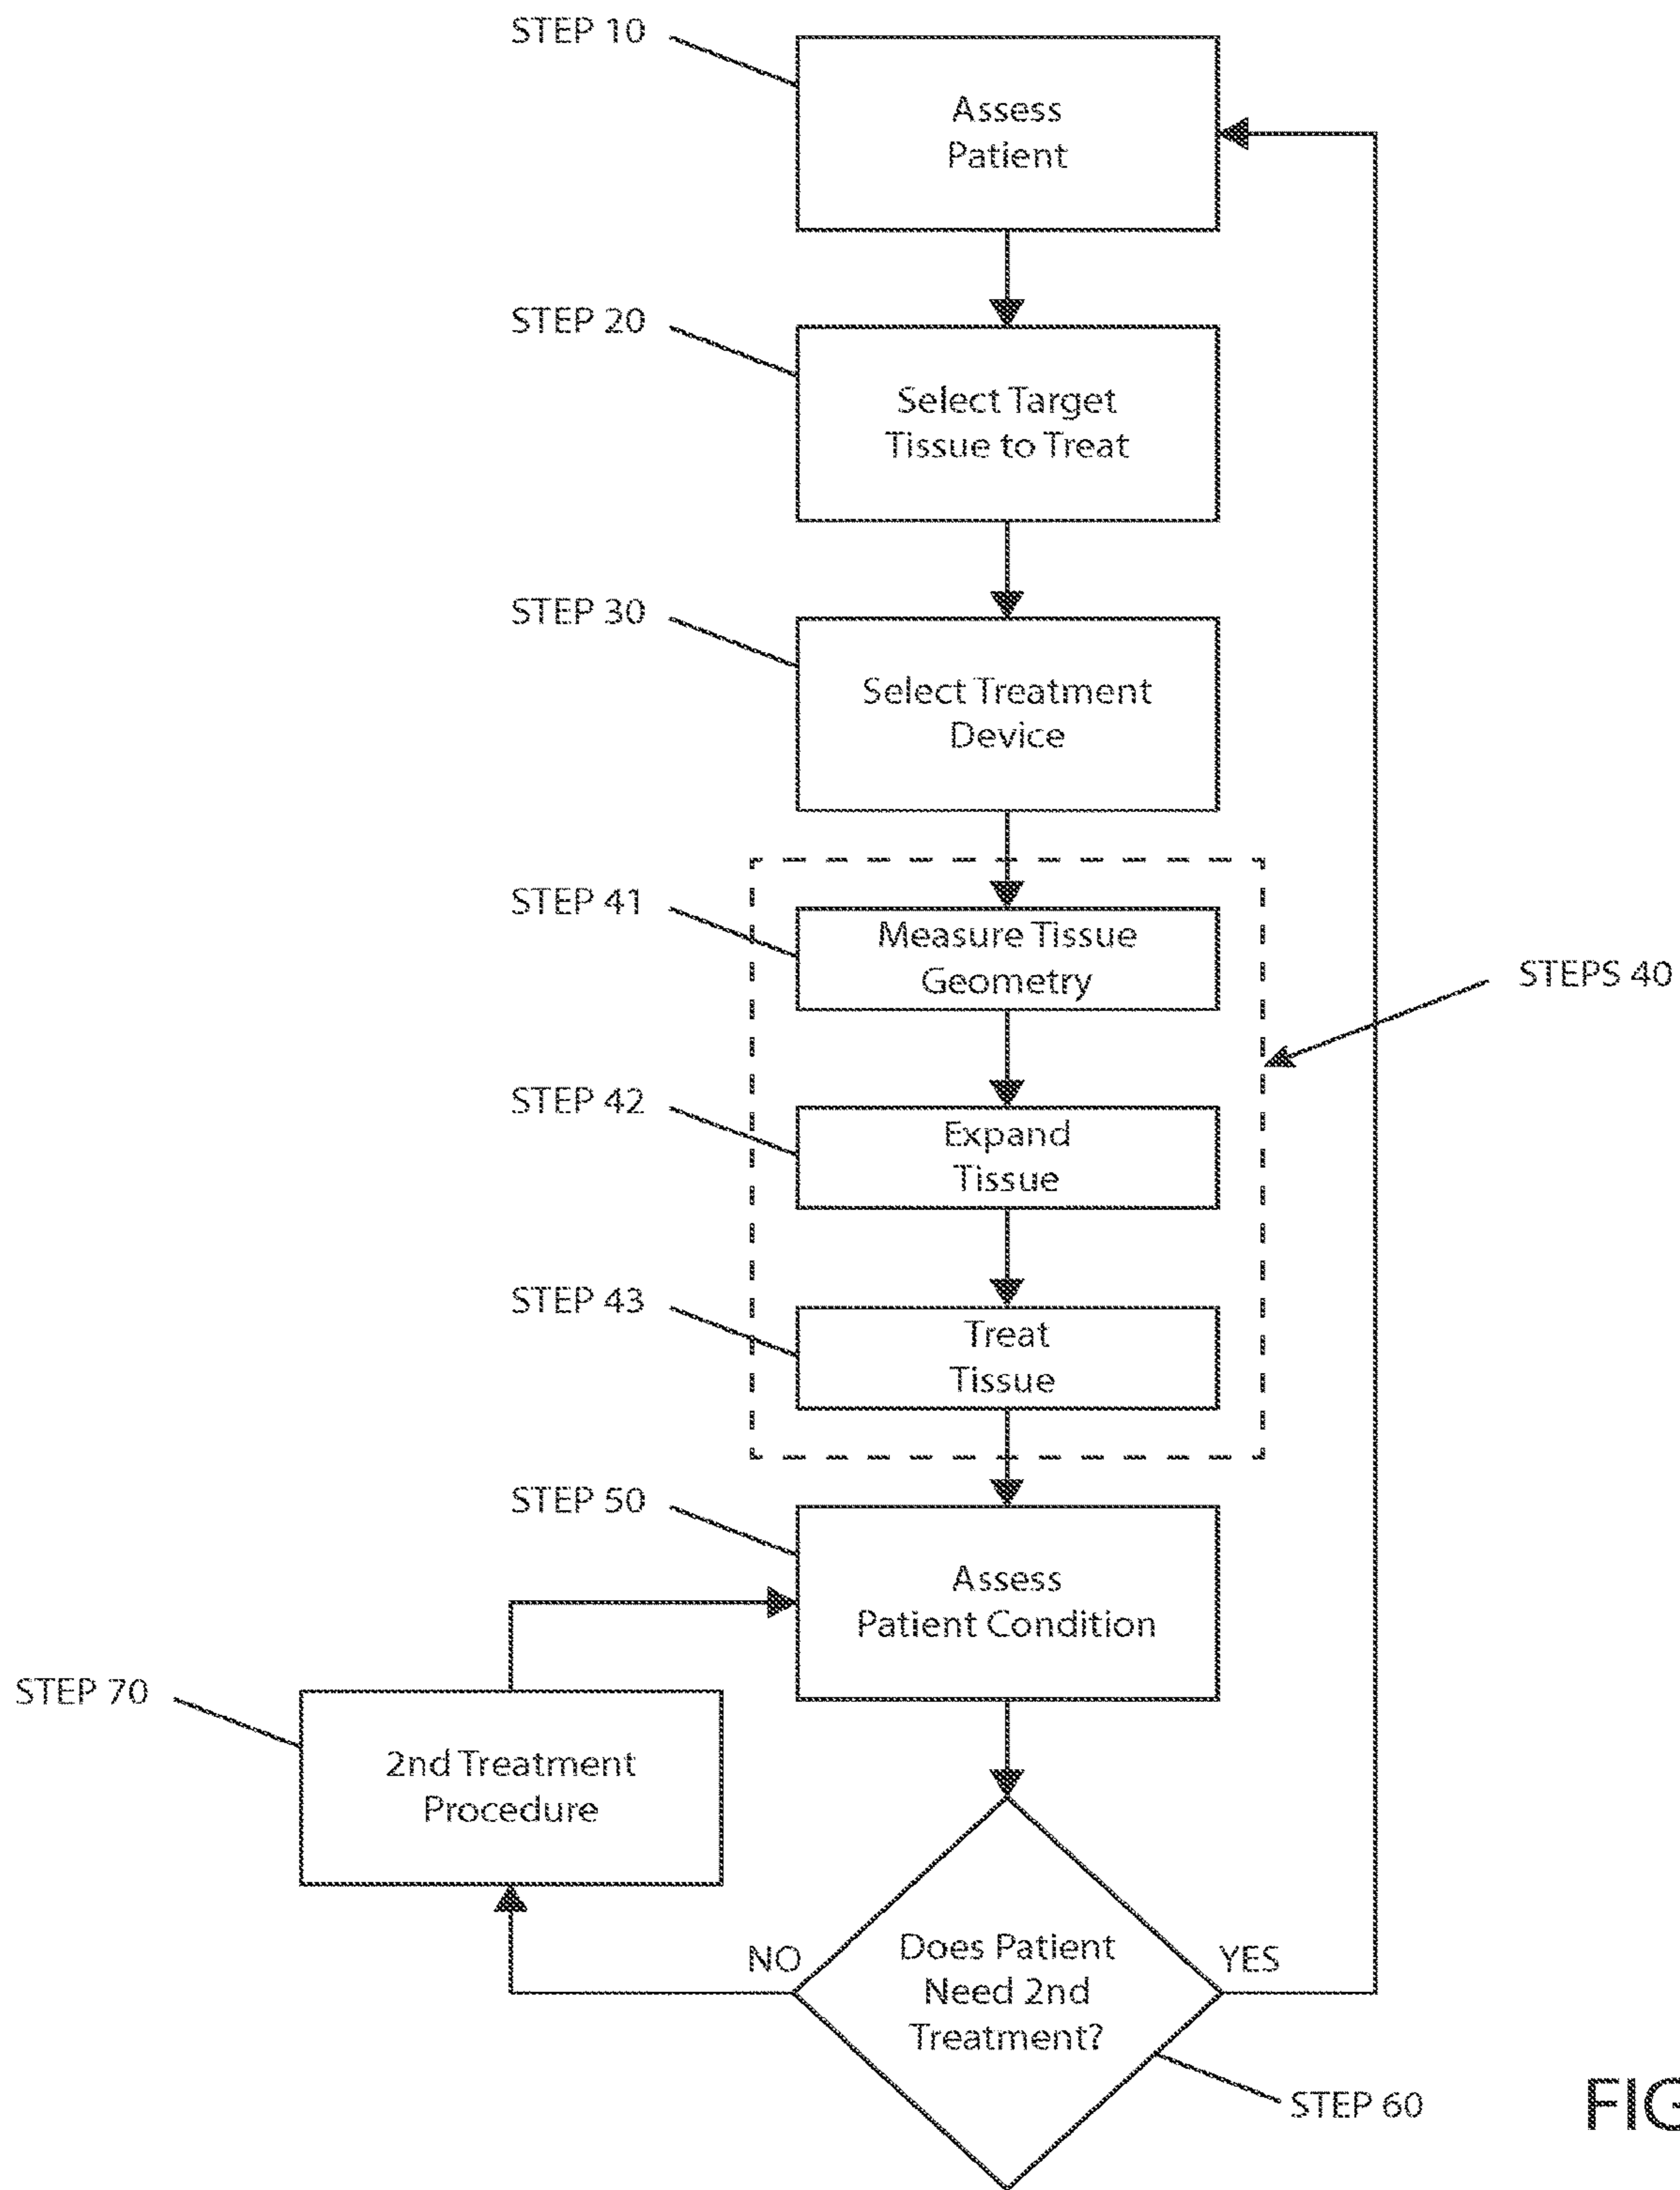 STEP 10
Assess
Patient
STEP 20
Select Target
Tissue to Treat
STEP 30
Select Treatment
Device
STEP 41
Measure Tissue
Geometry
STEPS 40
STEP 42
Expand
Tissue
STEP 43
Treat
Tissue
STEP 50
Assess
Patient Condition
STEP 70
2nd Treatment
Procedure
NO
Does Patient
Need 2nd
Treatment?
YES
STEP 60
FIG